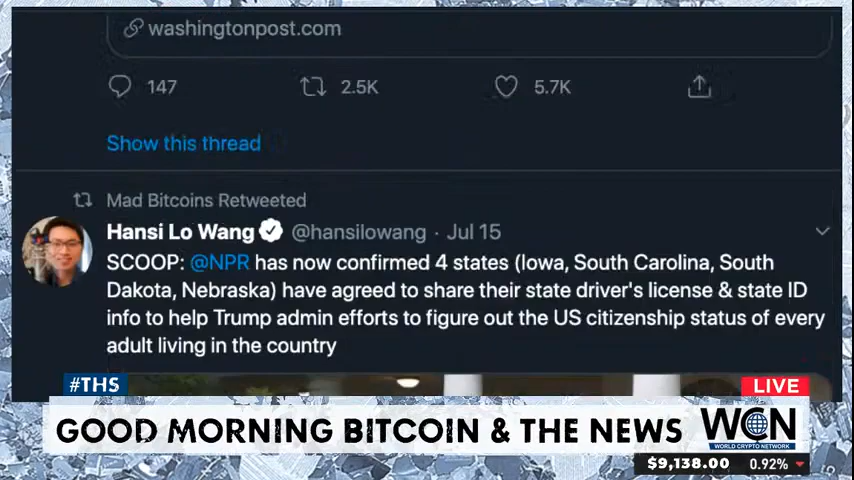 washingtonpost.com
147 2.5K 5.7K
Show this thread
Mad Bitcoins Retweeted
Hansi Lo Wang @hansilowang · Jul 15
SCOOP: @NPR has now confirmed 4 states (Iowa, South Carolina, South
Dakota, Nebraska) have agreed to share their state driver's license & state ID
info to help Trump admin efforts to figure out the US citizenship status of every
adult living in the country
#THS
LIVE
GOOD MORNING BITCOIN & THE NEWS
WCN
WORLD CRYPTO NETWORK
$9,138.00 0.92%